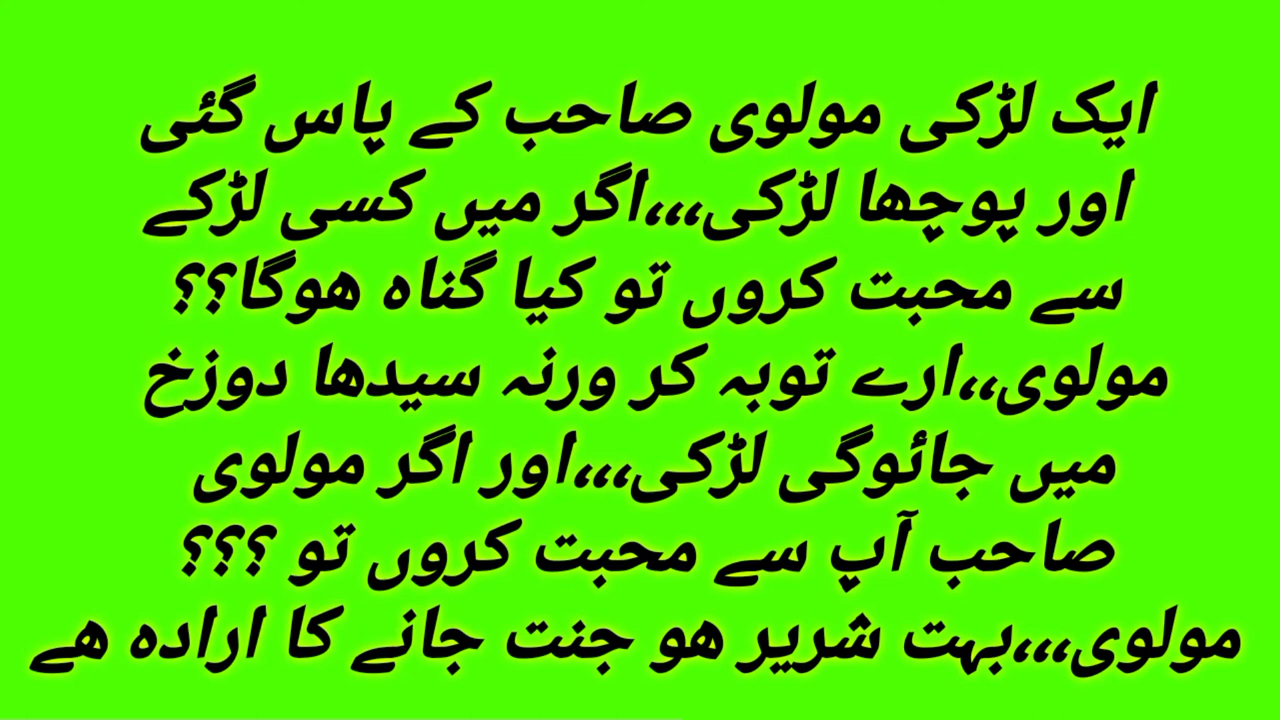 ایک لڑکی مولوی صاحب کے پاس گئی
اور پوچھا لڑکی،،،اگر میں کسی لڑکے
سے محبت کروں تو کیا گناہ ھوگا؟؟
مولوی،،ارے توبہ کر ورنہ سیدھا دوزخ
میں جائوگی لڑکی،،،اور اگر مولوی
صاحب آپ سے محبت کروں تو ؟؟؟
مولوی،،،بہت شریر ھو جنت جانے کا ارادہ ھے